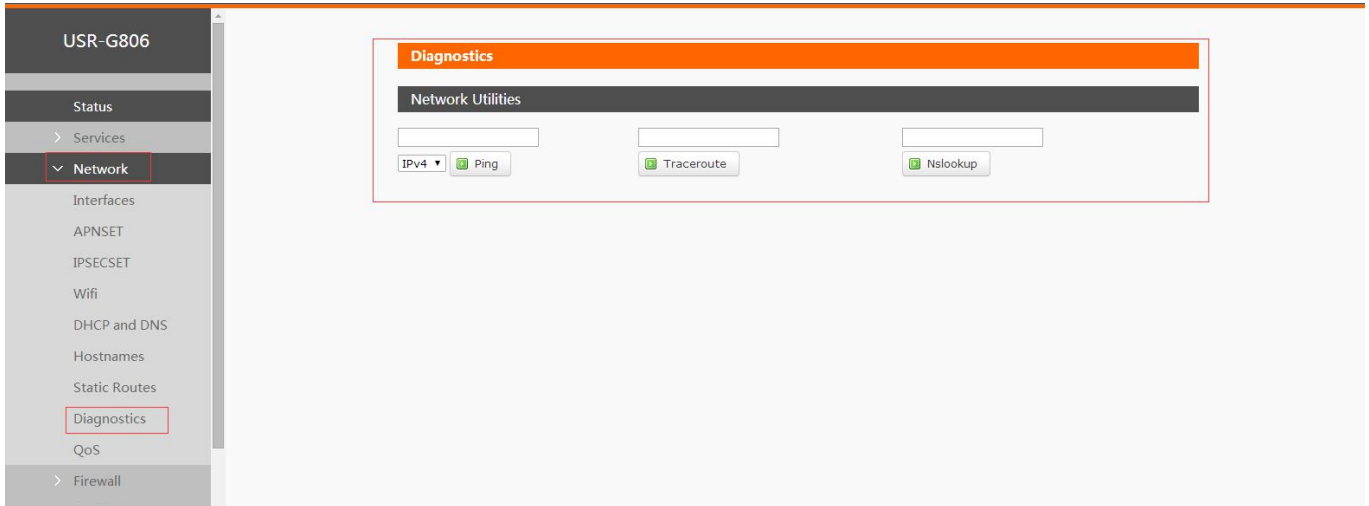 USR-G806
Status
Services
Network
Interfaces
APNSET
IPSECSET
Wifi
DHCP and DNS
Hostnames
Static Routes
Diagnostics
QoS
Firewall
Diagnostics
Network Utilities
IPv4 Ping Traceroute Nslookup